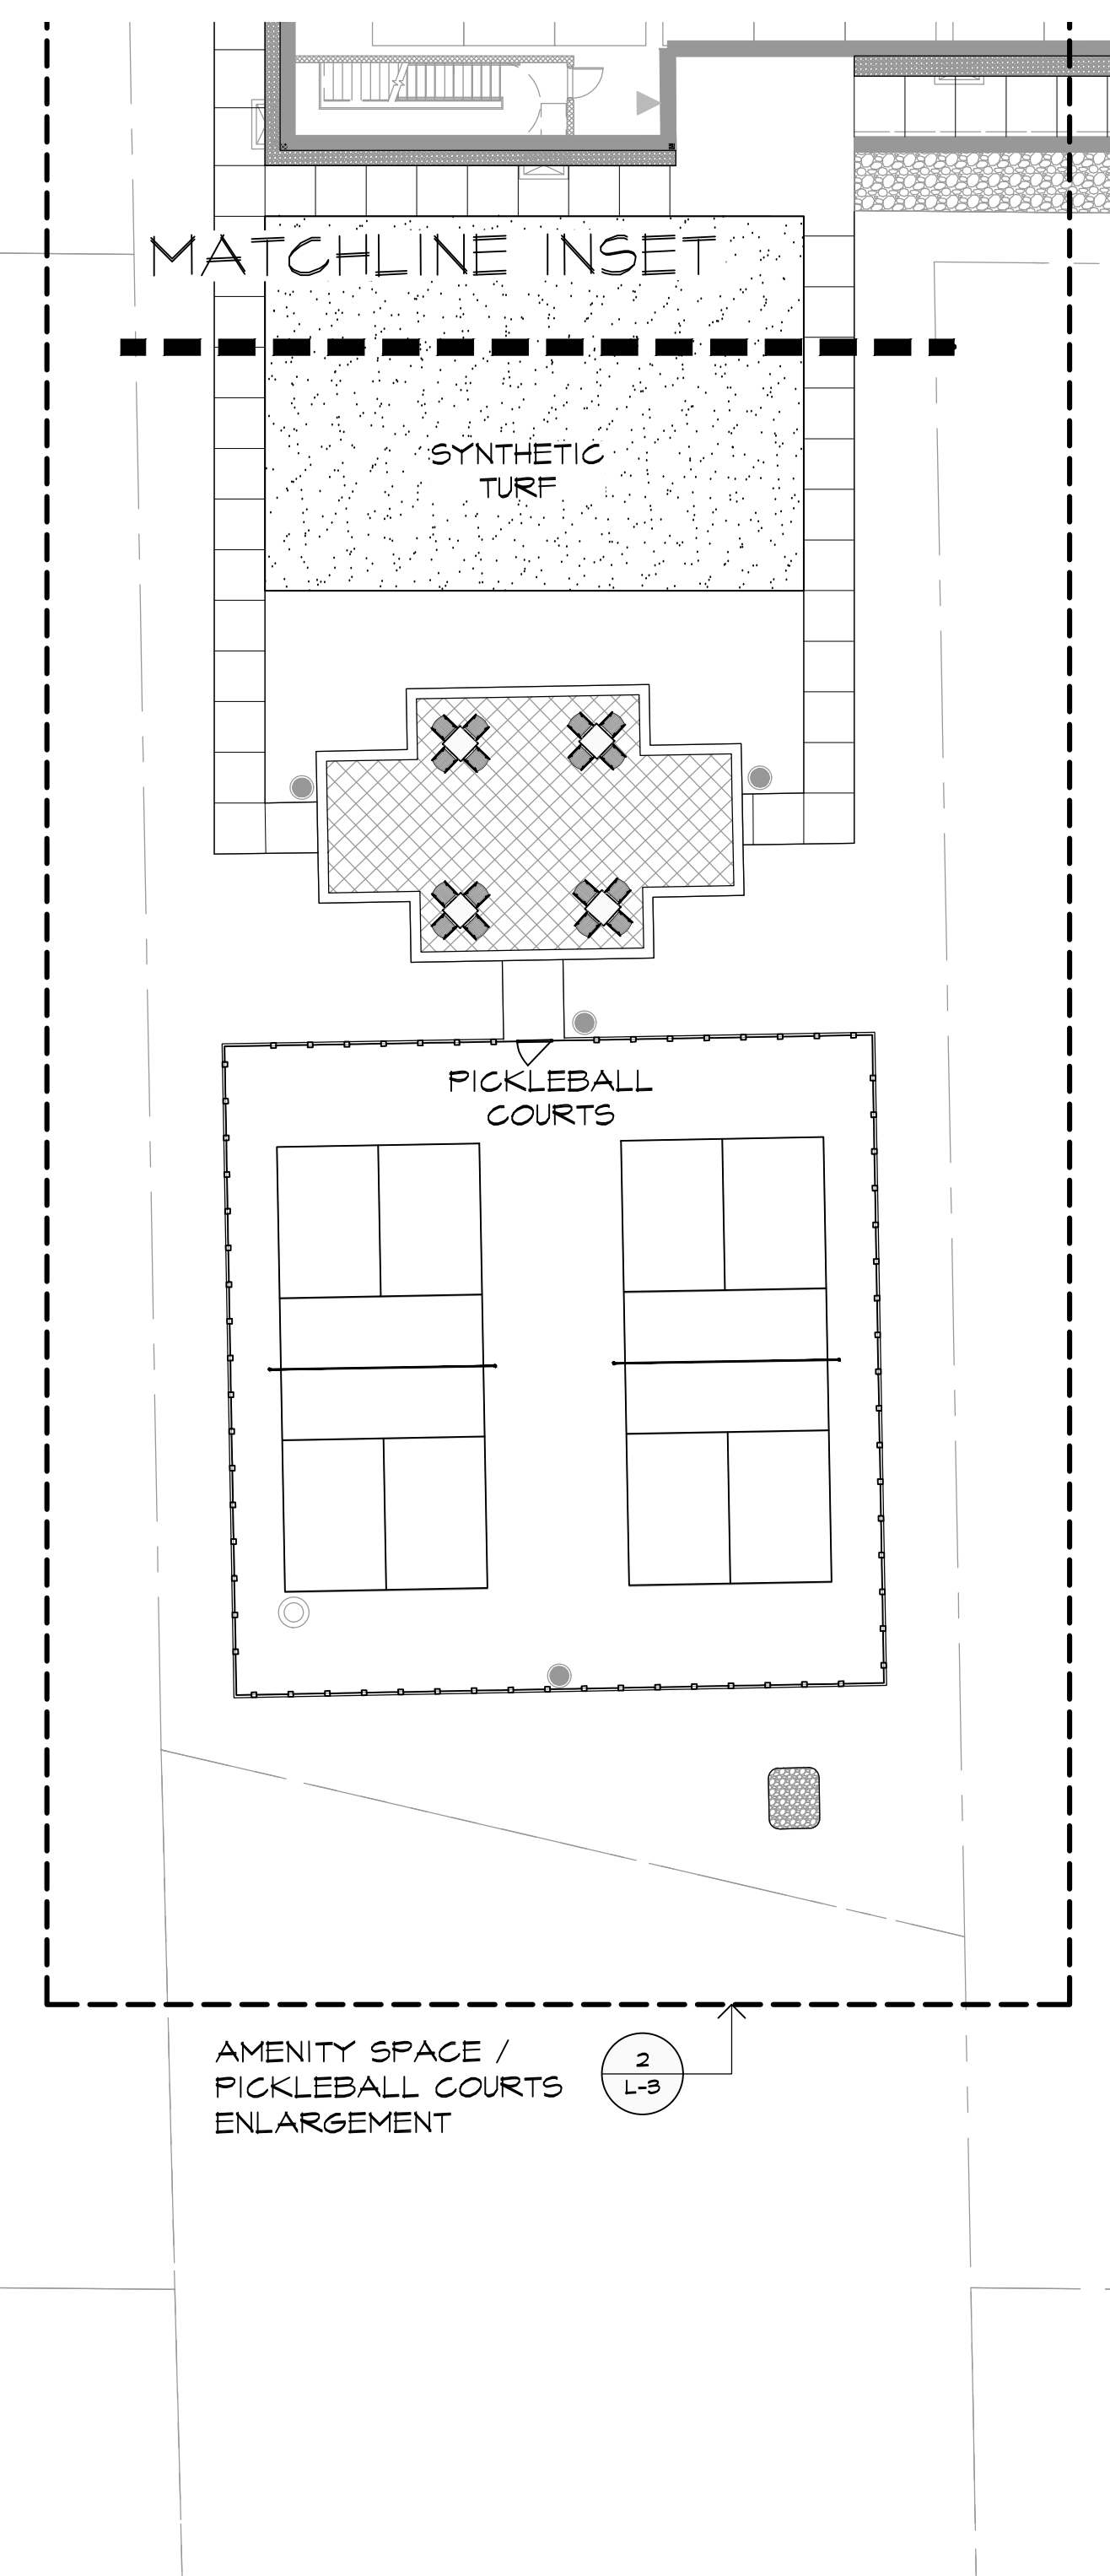 MATCHLINE INSET
SYNTHETIC
TURF
PICKLEBALL
COURTS
AMENITY SPACE /
PICKLEBALL COURTS
ENLARGEMENT
2
L-3